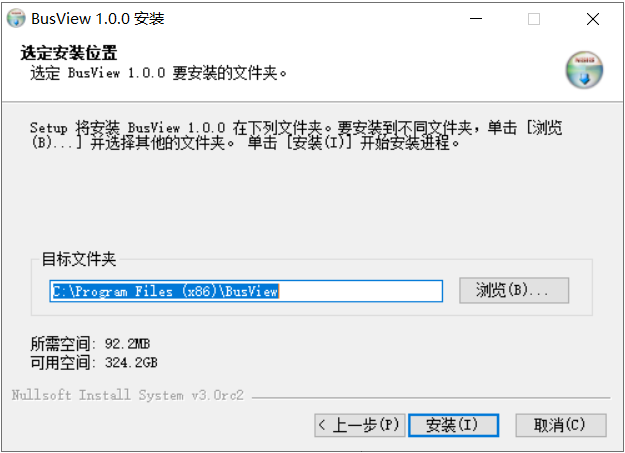 BusView 1.0.0 安装
选定安装位置
选定 BusView 1.0.0 要安装的文件夹。
Setup 将安装 BusView 1.0.0 在下列文件夹。要安装到不同文件夹，单击 [浏览
(B)...] 并选择其他的文件夹。 单击 [安装(I)] 开始安装进程。
目标文件夹
C:\Program Files (x86)\BusView
浏览(B)...
所需空间: 92.2MB
可用空间: 324.2GB
Nullsoft Install System v3.0rc2
< 上一步(P)
安装(I)
取消(C)